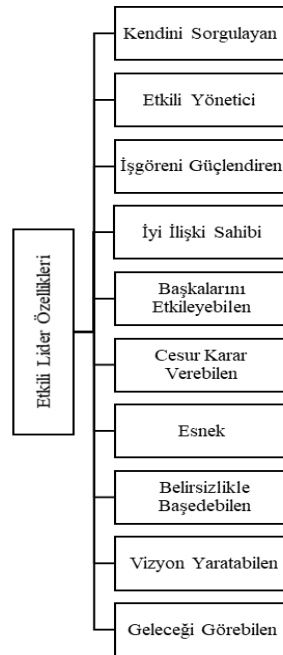 Etkili Lider Özellikleri
Kendini Sorgulayan
Etkili Yönetici
İşgöreni Güçlendiren
İyi İlişki Sahibi
Başkalarını
Etkileyebilen
Cesur Karar
Verebilen
Esnek
Belirsizlikle
Başedebilen
Vizyon Yaratabilen
Geleceği Görebilen